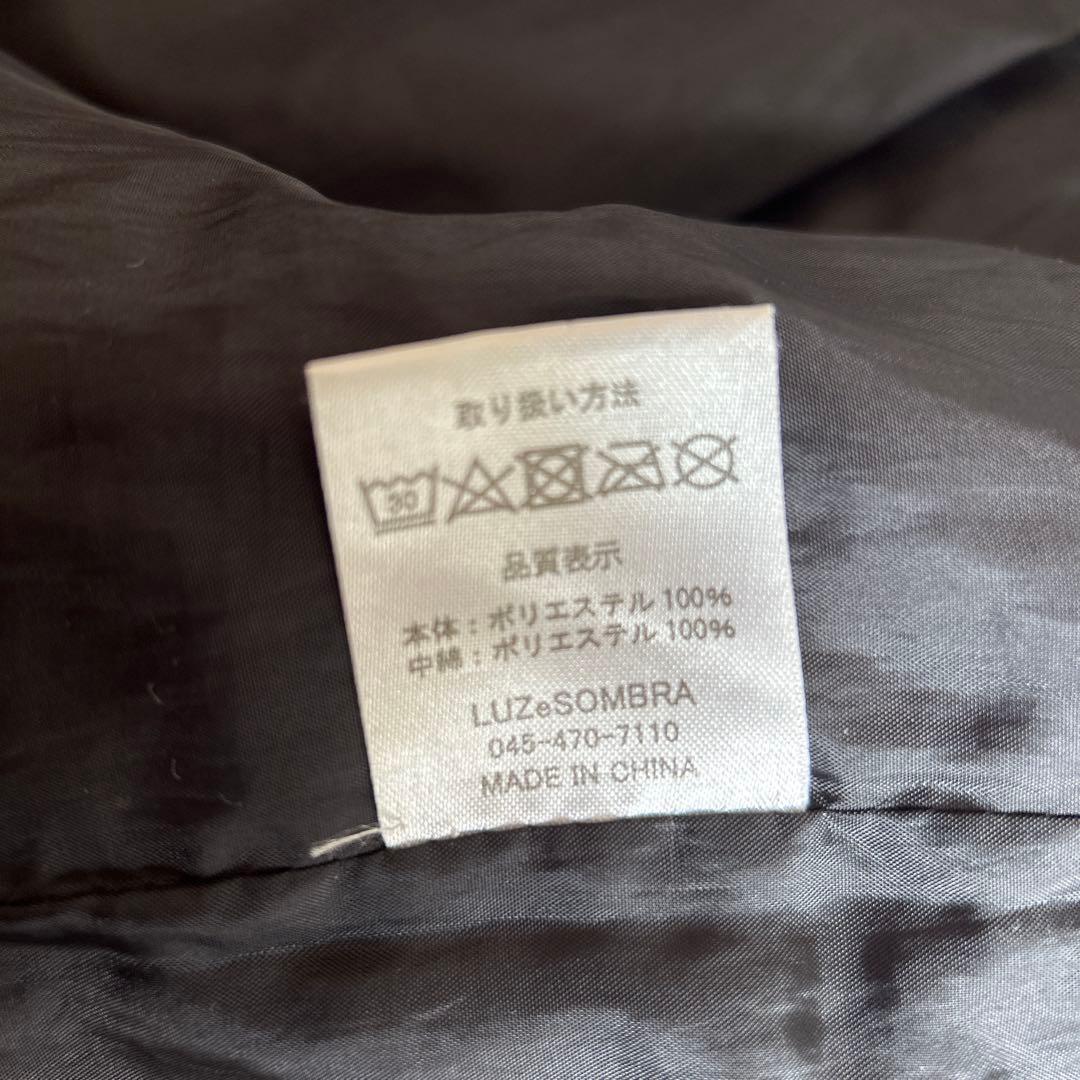 取り扱い方法
30
品質表示
本体：ポリエステル 100%
中綿：ポリエステル 100%
LUZeSOMBRA
045-470-7110
MADE IN CHINA